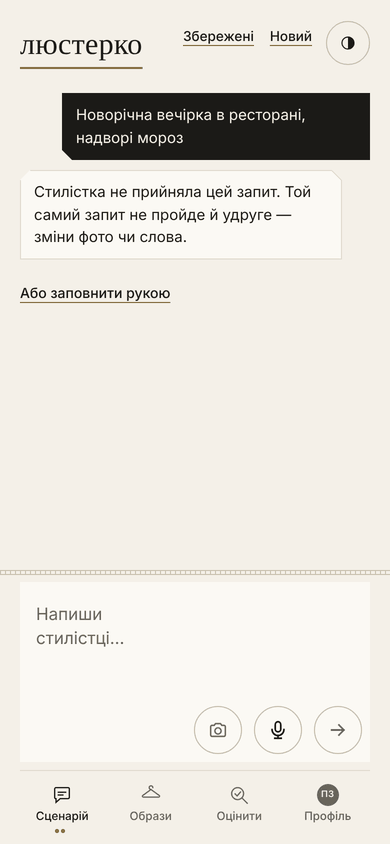 люстерко
Збережені
Новий
Новорічна вечірка в ресторані,
надворі мороз
Стилістка не прийняла цей запит. Той
самий запит не пройде й удруге —
зміни фото чи слова.
Або заповнити рукою
Напиши
стилістці...
Сценарій
Образи
Оцінити
ПЗ
Профіль